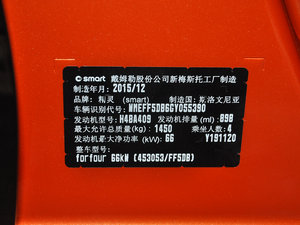 smart 戴姆勒股份公司新梅斯托工厂制造
制造年月: 2015/12
车辆识别代号: WMEFF5DB6GY055390
品牌: 精灵 (smart) 制造国: 斯洛文尼亚
发动机型号: H4BA409 发动机排量 (ml): 898
最大允许总质量(kg): 1450 乘坐人数: 4
发动机最大净功率 (kW): 66 Y191120
整车型号:
forfour 66kW (453053/FF5DB)